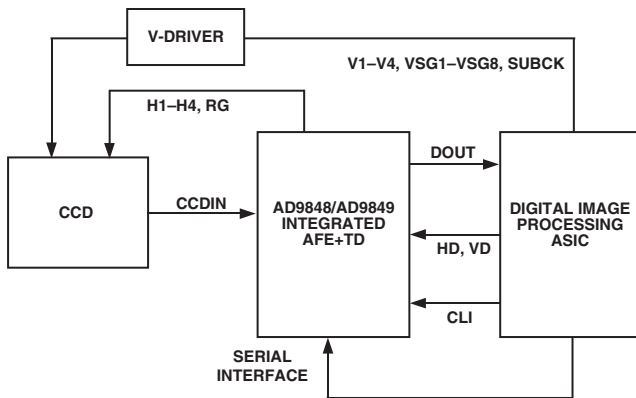 V-DRIVER
V1–V4, VSG1–VSG8, SUBCK
H1–H4, RG
CCD
CCDIN
AD9848/AD9849
INTEGRATED
AFE+TD
DOUT
HD, VD
CLI
DIGITAL IMAGE
PROCESSING
ASIC
SERIAL
INTERFACE